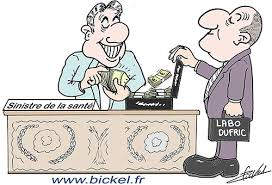 Sinistre de la santé
LABO
DUFRIC
www.bickel.fr